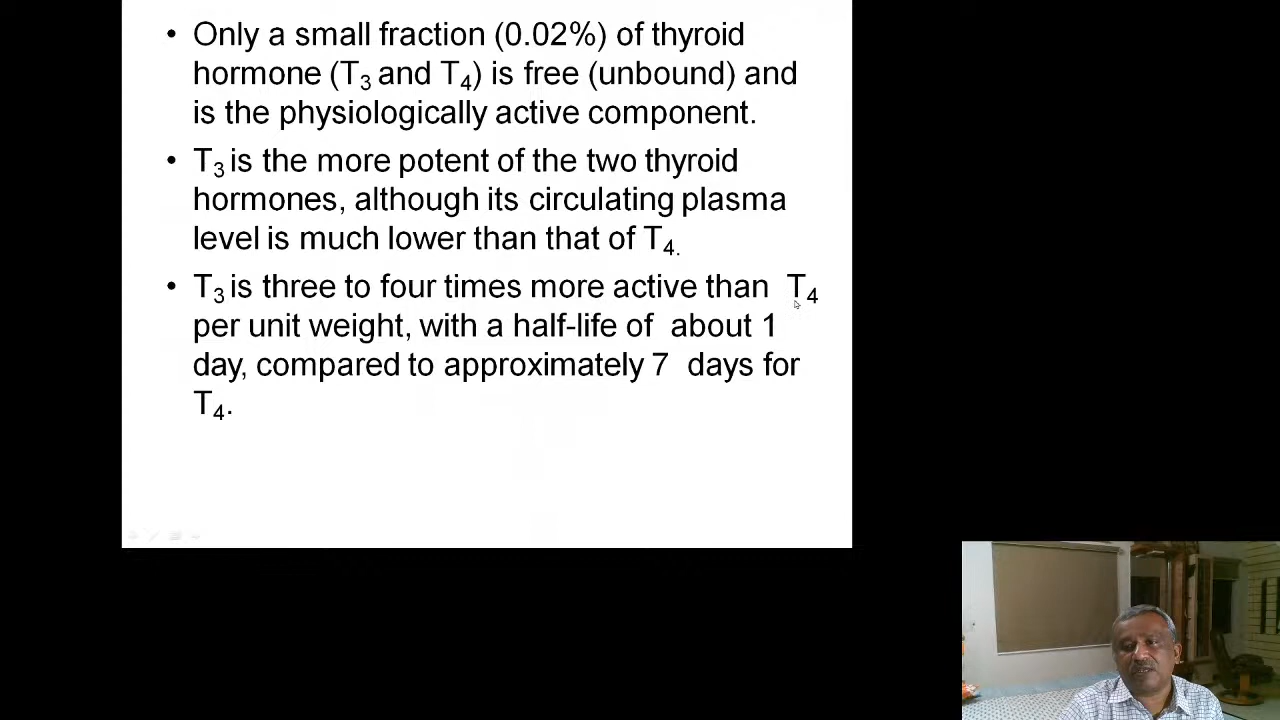 • Only a small fraction (0.02%) of thyroid
hormone (T₃ and T₄) is free (unbound) and
is the physiologically active component.
• T₃ is the more potent of the two thyroid
hormones, although its circulating plasma
level is much lower than that of T₄.
• T₃ is three to four times more active than T₄
per unit weight, with a half-life of about 1
day, compared to approximately 7 days for
T₄.